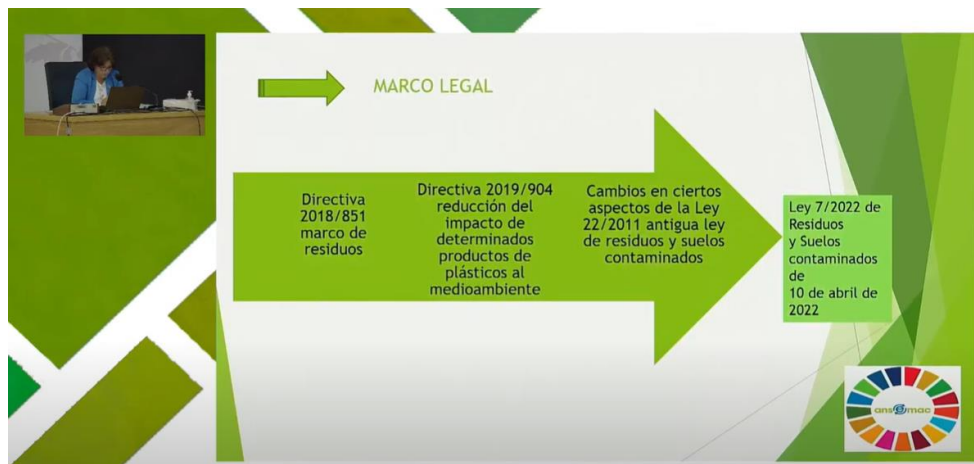 MARCO LEGAL
Directiva
2018/851
marco de
residuos
Directiva 2019/904
reducción del
impacto de
determinados
productos de
plásticos al
medioambiente
Cambios en ciertos
aspectos de la Ley
22/2011 antigua ley
de residuos y suelos
contaminados
Ley 7/2022 de
Residuos
y Suelos
contaminados
de
10 de abril de
2022
ansemac